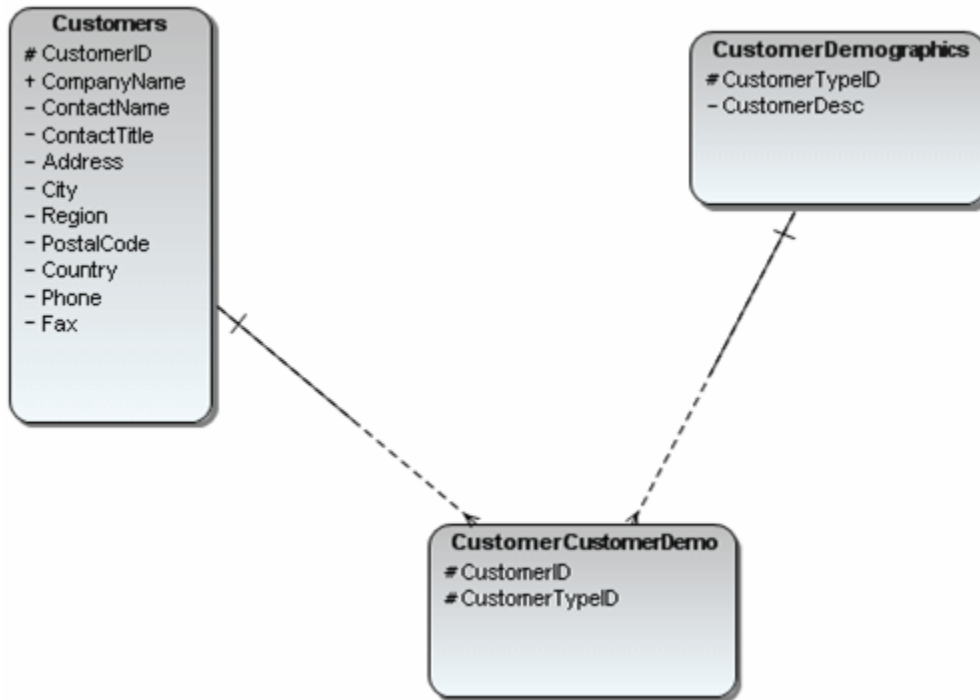 Customers
# CustomerID
+ CompanyName
- ContactName
- ContactTitle
- Address
- City
- Region
- PostalCode
- Country
- Phone
- Fax
CustomerDemographics
# CustomerTypeID
- CustomerDesc
CustomerCustomerDemo
# CustomerID
# CustomerTypeID